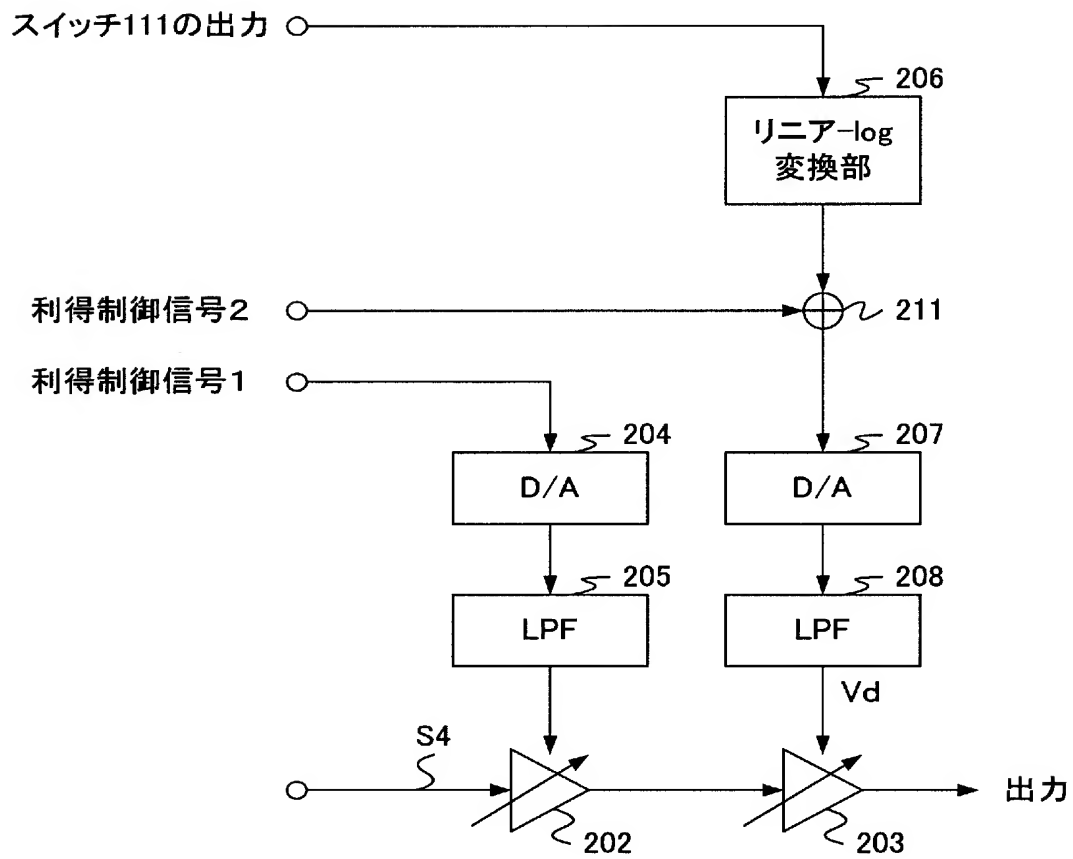 スイッチ111の出力
206
リニア-log
変換部
利得制御信号2
211
利得制御信号1
204
207
D/A
D/A
205
208
LPF
LPF
Vd
S4
出力
202
203